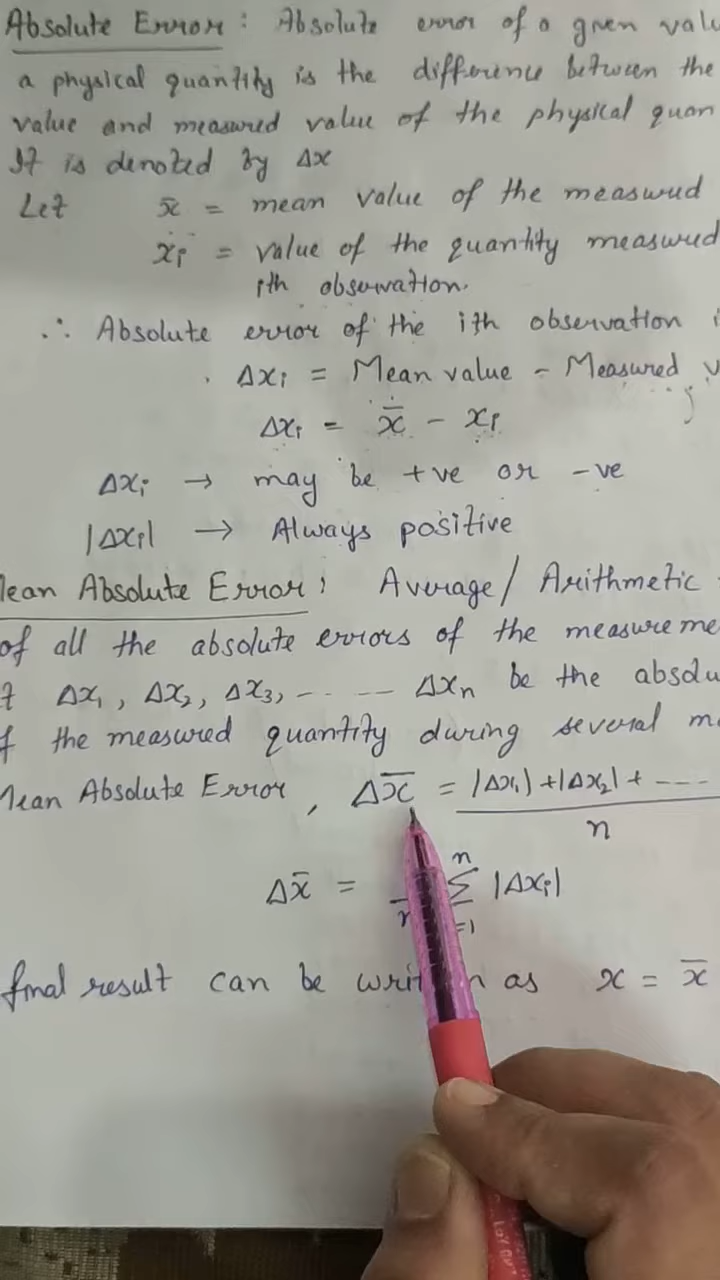 Absolute Error : Absolute error of a given valu
a physical quantity is the difference between the
value and measured value of the physical quan
It is denoted by Δx
Let x̄ = mean value of the measured
xᵢ = value of the quantity measured
ith observation.
∴ Absolute error of the ith observation i
Δxᵢ = Mean value - Measured v
Δxᵢ = x̄ - xᵢ
Δxᵢ → may be +ve or -ve
|Δxᵢ| → Always positive
lean Absolute Error : Average/ Arithmetic
of all the absolute errors of the measureme
Δx₁, Δx₂, Δx₃, - - - - - Δxₙ be the absolu
f the measured quantity during several m
Mean Absolute Error, Δx̄ = |Δx₁| + |Δx₂| + ----
n
Δx̄ = n Σ |Δxᵢ|
n
=1
final result can be wri n as x = x̄